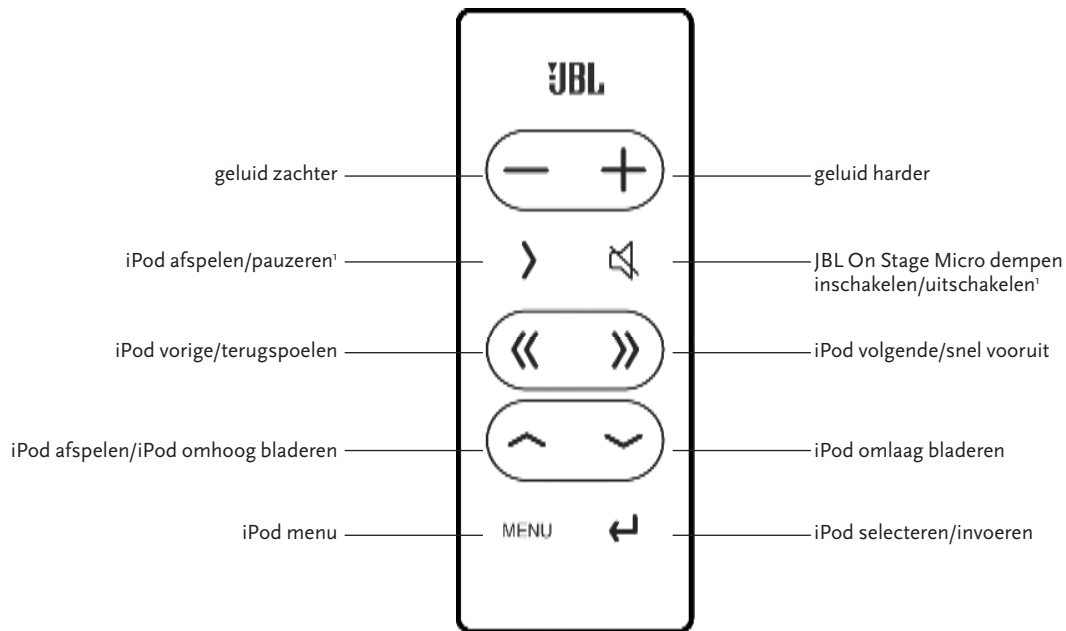 JBL
geluid zachter
geluid harder
iPod afspelen/pauzeren¹
JBL On Stage Micro dempen
inschakelen/uitschakelen¹
iPod vorige/terugspoelen
iPod volgende/snel vooruit
iPod afspelen/iPod omhoog bladeren
iPod omlaag bladeren
iPod menu
MENU
iPod selecteren/invoeren